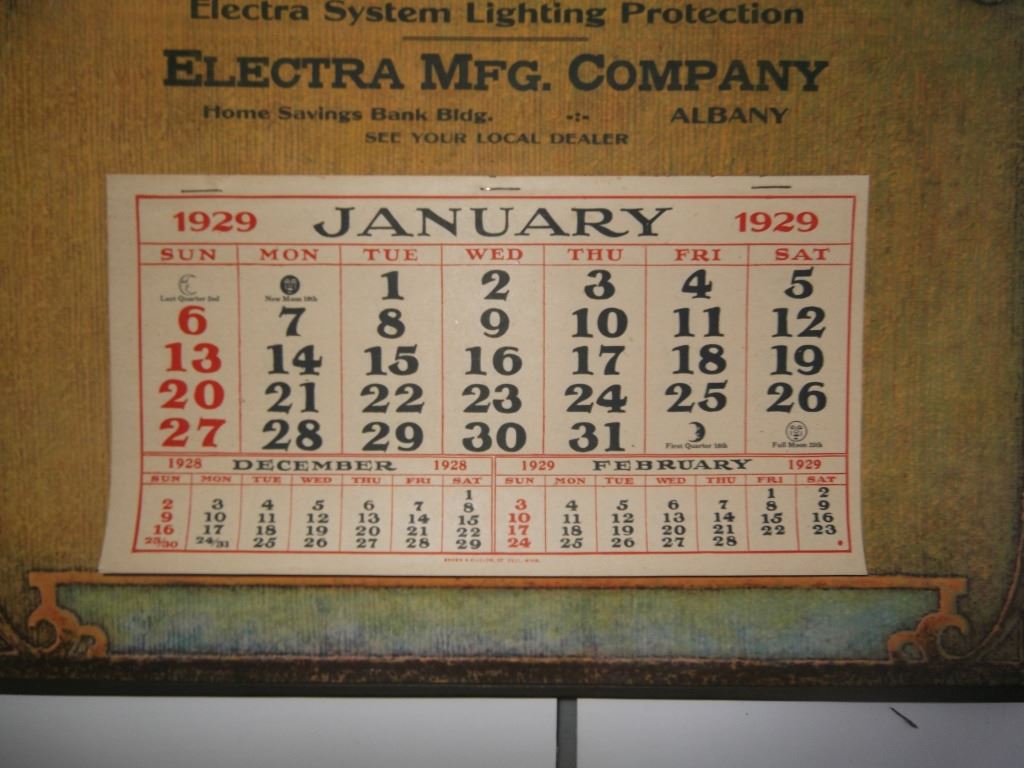 Electra System Lighting Protection
ELECTRA MFG. COMPANY
Home Savings Bank Bldg. -:- ALBANY
SEE YOUR LOCAL DEALER
1929 JANUARY 1929
SUN MON TUE WED THU FRI SAT
Last Quarter 2nd New Moon 10th 1 2 3 4 5
6 7 8 9 10 11 12
13 14 15 16 17 18 19
20 21 22 23 24 25 26
27 28 29 30 31 First Quarter 18th Full Moon 25th
1928 DECEMBER 1928
SUN MON TUE WED THU FRI SAT
1
2 3 4 5 6 7 8
9 10 11 12 13 14 15
16 17 18 19 20 21 22
23/30 24/31 25 26 27 28 29
1929 FEBRUARY 1929
SUN MON TUE WED THU FRI SAT
1 2
3 4 5 6 7 8 9
10 11 12 13 14 15 16
17 18 19 20 21 22 23
24 25 26 27 28